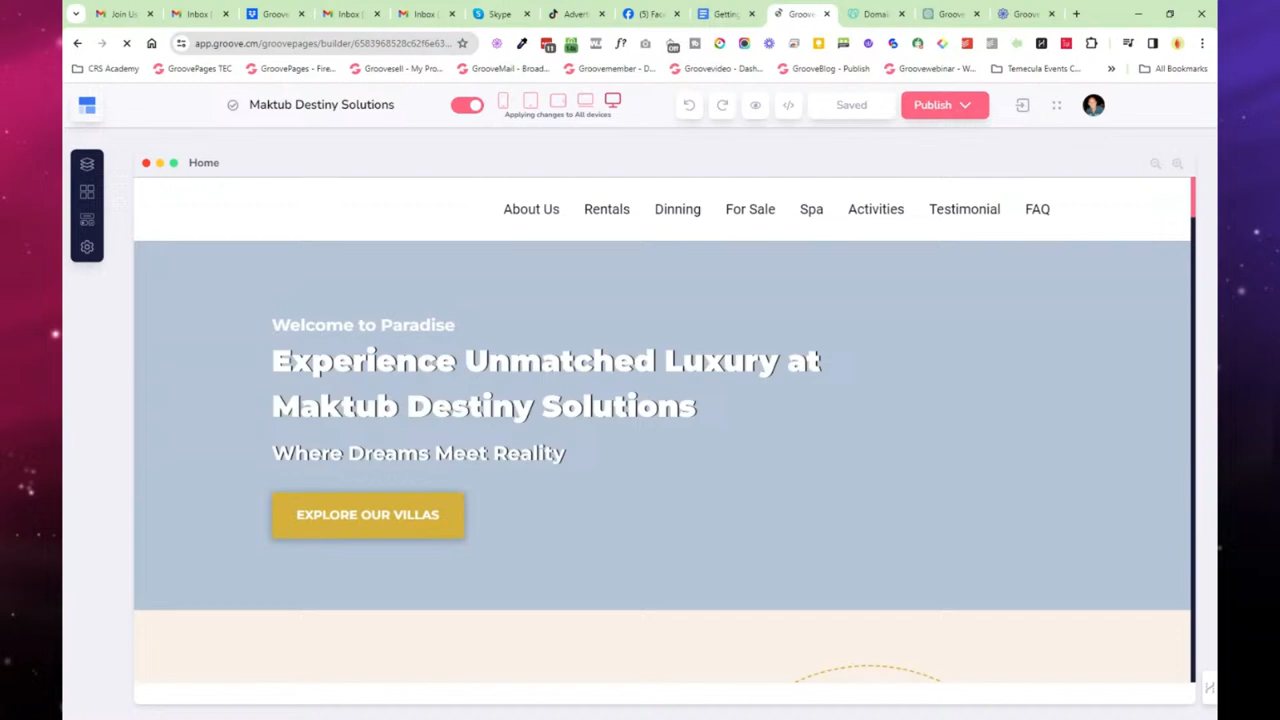 Join Us
Inbox (
Groove
Inbox (
Inbox (
Skype
Advert
(5) Fac
Getting
Groov
Domai
Groove
Groov
app.groove.cm/groovepages/builder/6583968528c62f6e63...
CRS Academy
GroovePages TEC
GroovePages - Fire...
Groovesell - My Pro...
GrooveMail - Broad...
Groovemember - D...
Groovevideo - Dash...
GrooveBlog - Publish
Groovewebinar - W...
Temecula Events C...
»
All Bookmarks
Maktub Destiny Solutions
Applying changes to All devices
Saved
Publish
Home
About Us
Rentals
Dinning
For Sale
Spa
Activities
Testimonial
FAQ
Welcome to Paradise
Experience Unmatched Luxury at
Maktub Destiny Solutions
Where Dreams Meet Reality
EXPLORE OUR VILLAS